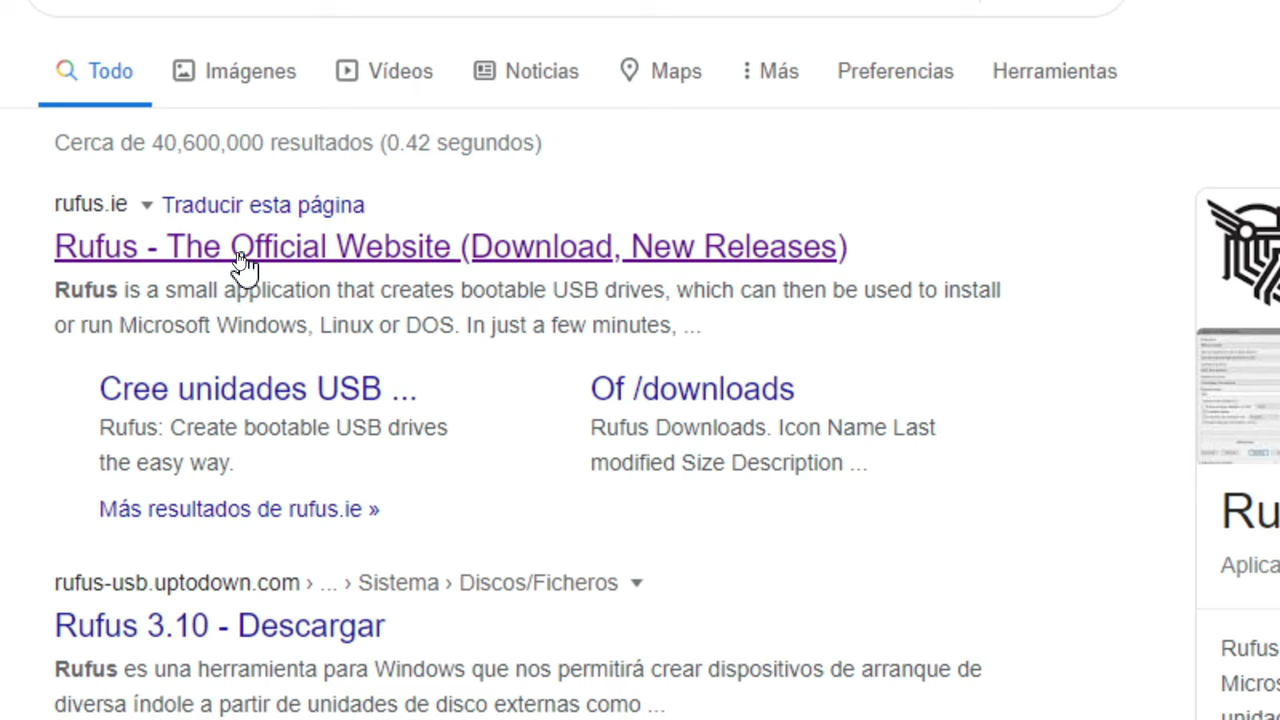 Todo Imágenes Vídeos Noticias Maps Más Preferencias Herramientas
Cerca de 40,600,000 resultados (0.42 segundos)
rufus.ie Traducir esta página
Rufus - The Official Website (Download, New Releases)
Rufus is a small application that creates bootable USB drives, which can then be used to install
or run Microsoft Windows, Linux or DOS. In just a few minutes, ...
Cree unidades USB ...
Rufus: Create bootable USB drives
the easy way.
Of /downloads
Rufus Downloads. Icon Name Last
modified Size Description ...
Más resultados de rufus.ie »
rufus-usb.uptodown.com › ... › Sistema › Discos/Ficheros
Rufus 3.10 - Descargar
Rufus es una herramienta para Windows que nos permitirá crear dispositivos de arranque de
diversa índole a partir de unidades de disco externas como ...
Ru
Aplica
Rufus
Micros